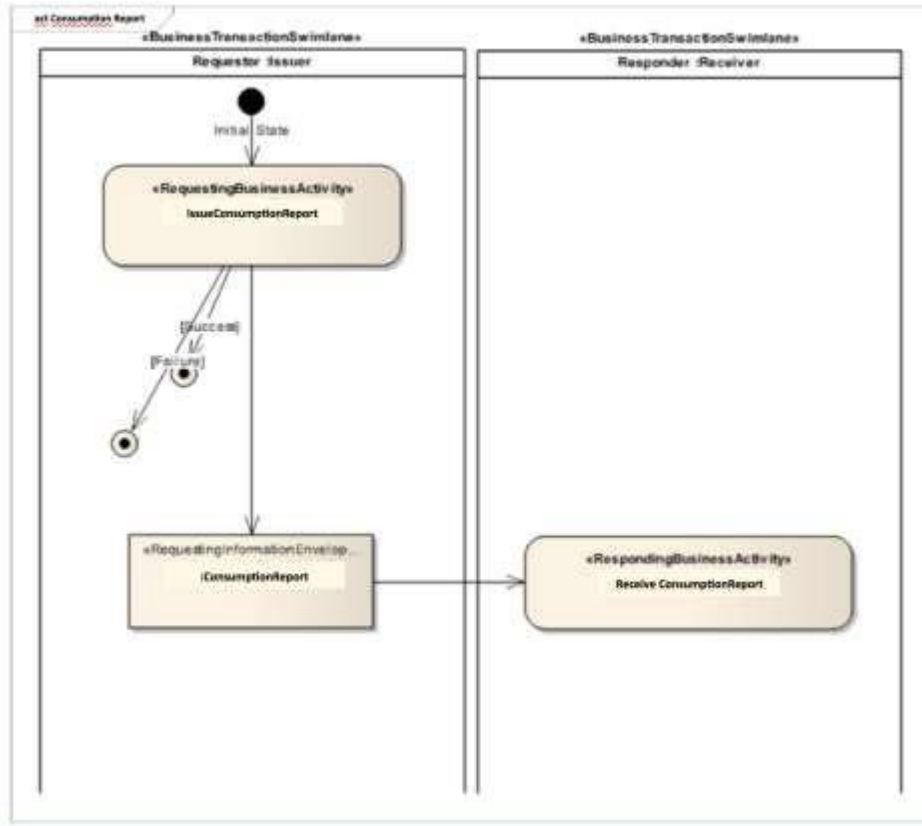 act Consumation Report
«BusinessTransactionSwimlane»
Requestor :Issuer
Initial State
«RequestingBusinessActivity»
IssueConsumptionReport
[Success]
[Failure]
«RequestingInformationEnvelop...
:ConsumptionReport
«BusinessTransactionSwimlane»
Responder :Receiver
«RespondingBusinessActivity»
Receive ConsumptionReport